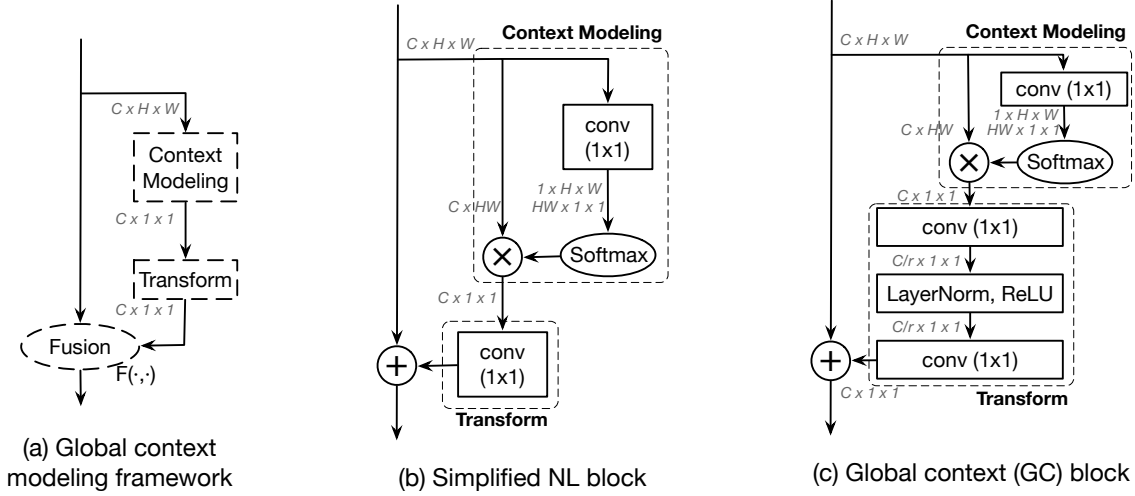 C x H x W
Context
Modeling
C x 1 x 1
Transform
C x 1 x 1
Fusion
F(·,·)
(a) Global context
modeling framework
Context Modeling
C x H x W
conv
(1x1)
1 x H x W
HW x 1 x 1
C x HW
×
Softmax
C x 1 x 1
conv
(1x1)
+
Transform
(b) Simplified NL block
C x H x W
Context Modeling
conv (1x1)
1 x H x W
HW x 1 x 1
C x HW
×
Softmax
C x 1 x 1
conv (1x1)
C/r x 1 x 1
LayerNorm, ReLU
C/r x 1 x 1
conv (1x1)
+
C x 1 x 1
Transform
(c) Global context (GC) block